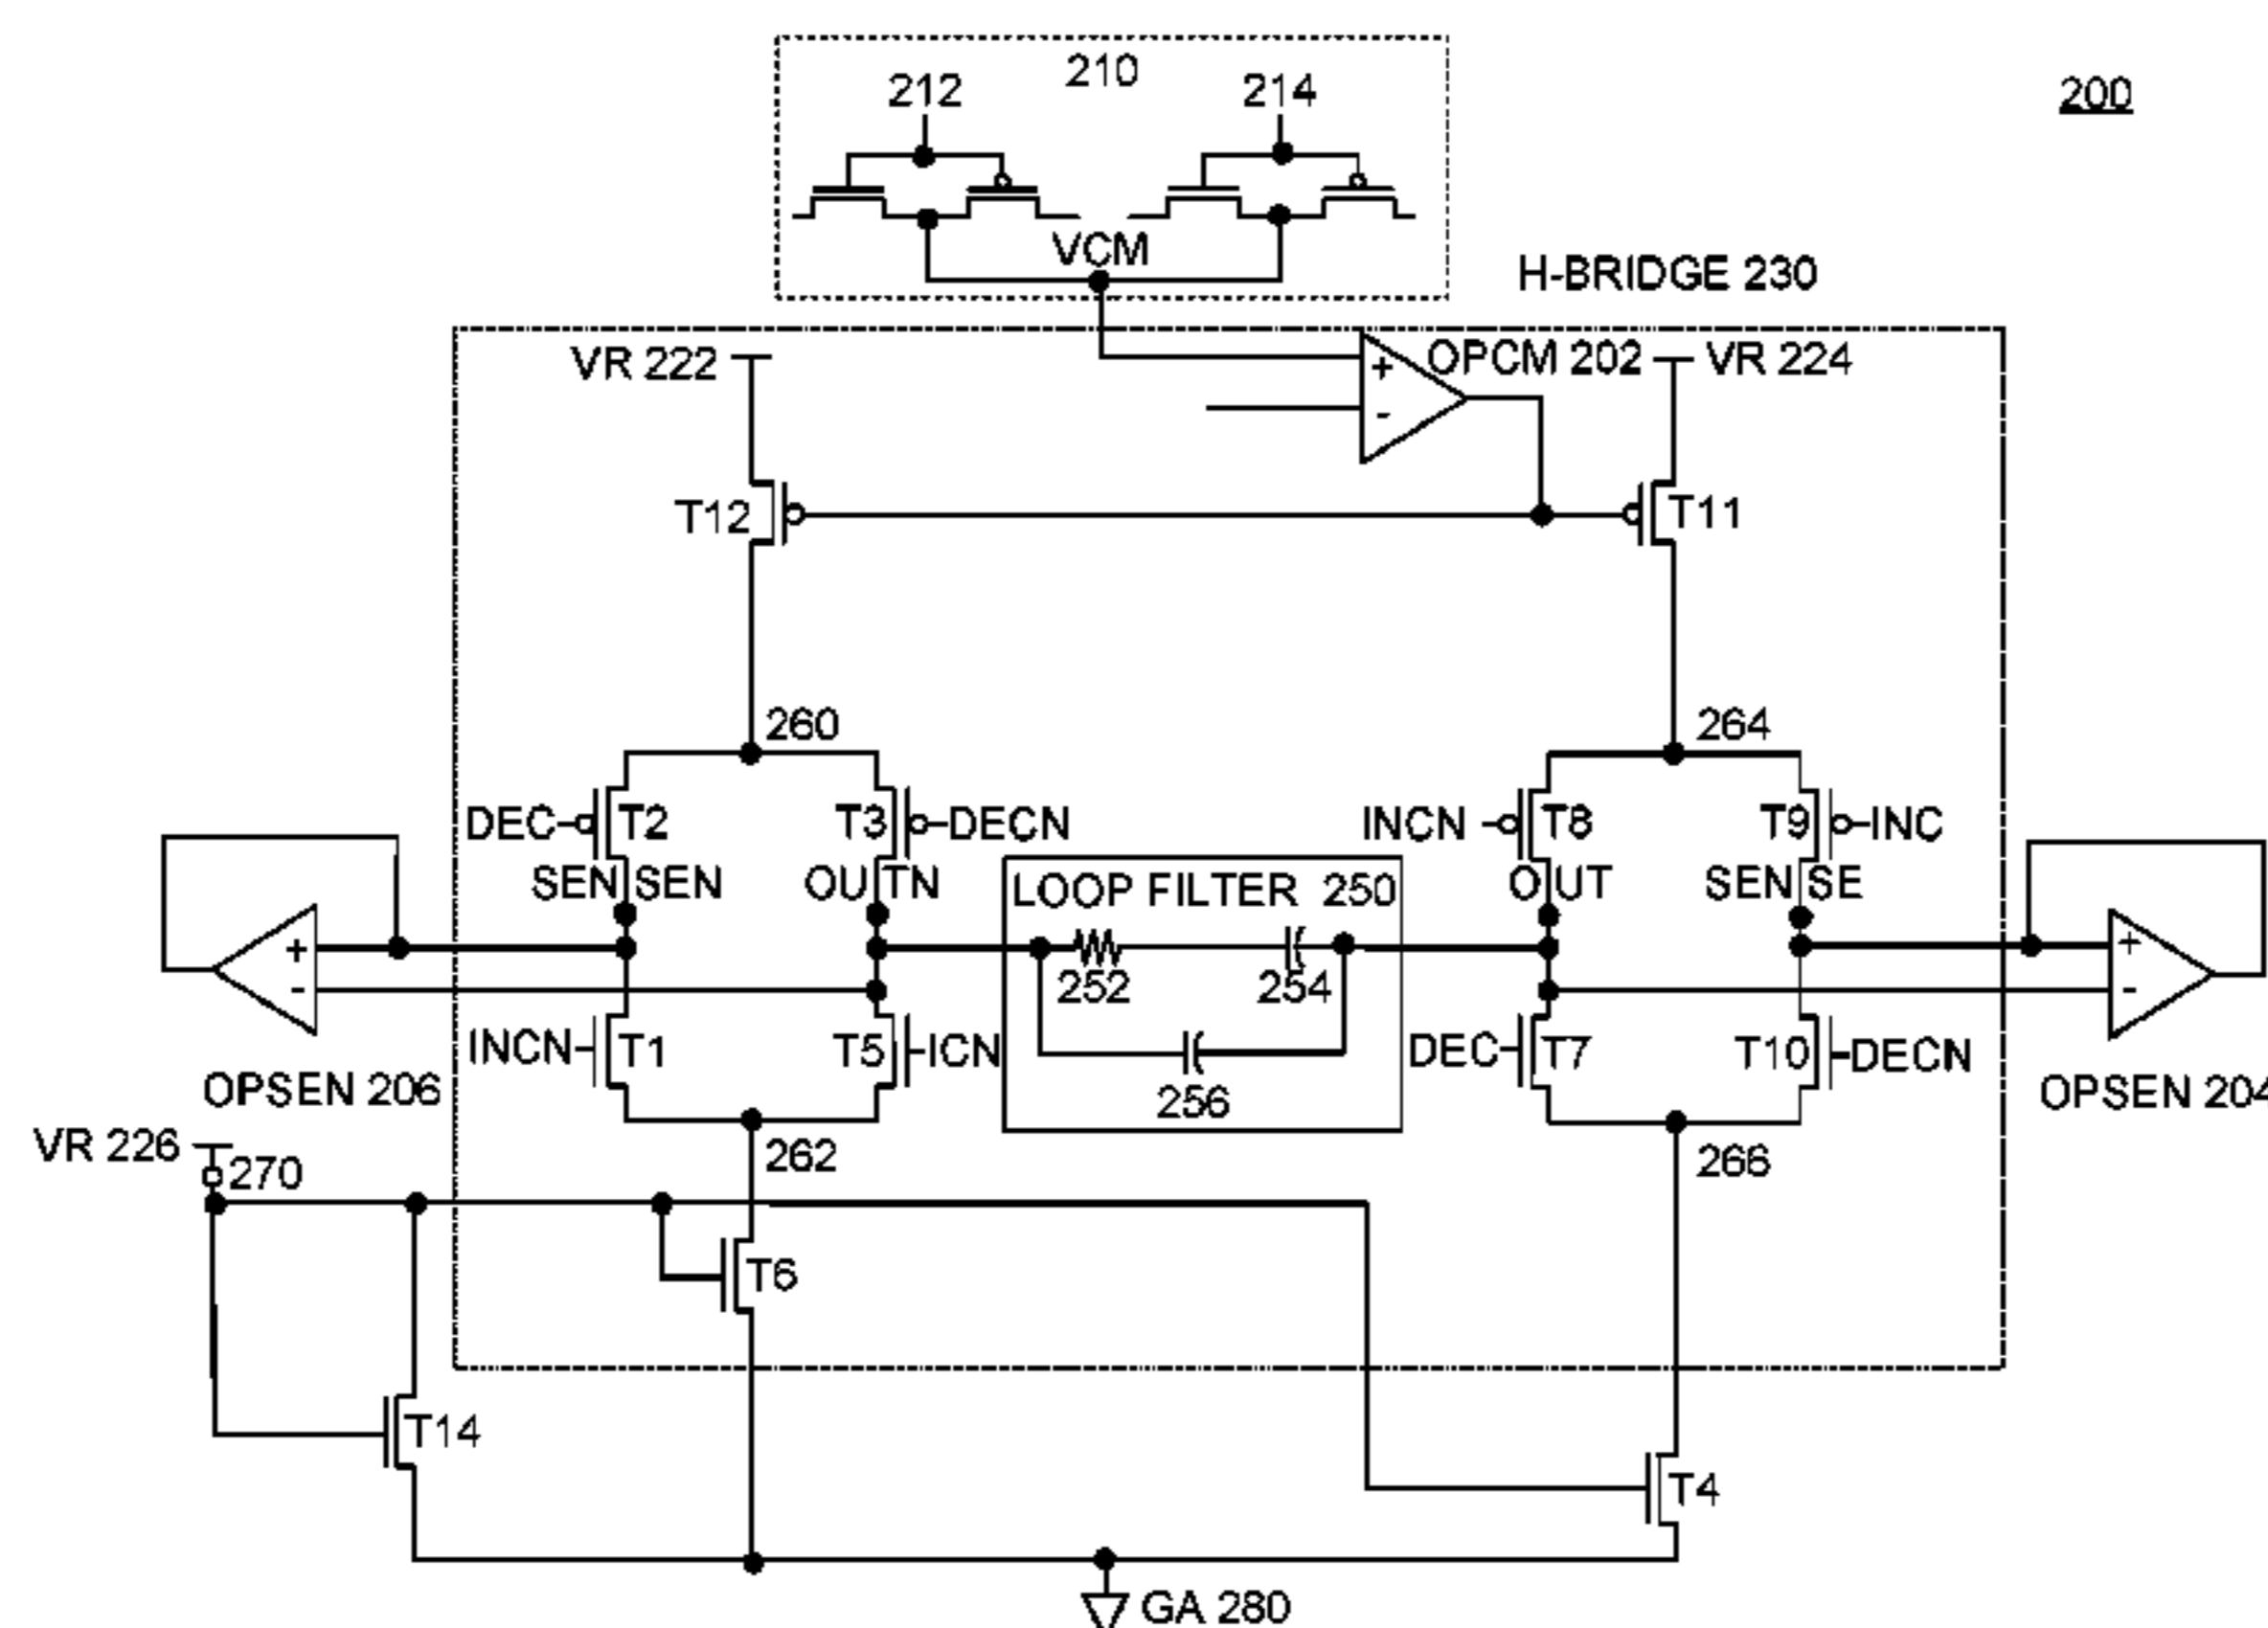 210
200
212
214
VCM
H-BRIDGE 230
VR 222
+
-
OPCM 202
VR 224
T12
T11
260
264
DEC
T2
T3
DECN
INCN
T8
T9
INC
SEN SEN
OU TN
LOOP FILTER 250
O UT
SEN SE
+
-
252
254
+
-
INCN
T1
T5
ICN
DEC
T7
T10
DECN
OPSEN 206
256
OPSEN 204
VR 226
270
262
266
T6
T14
T4
GA 280